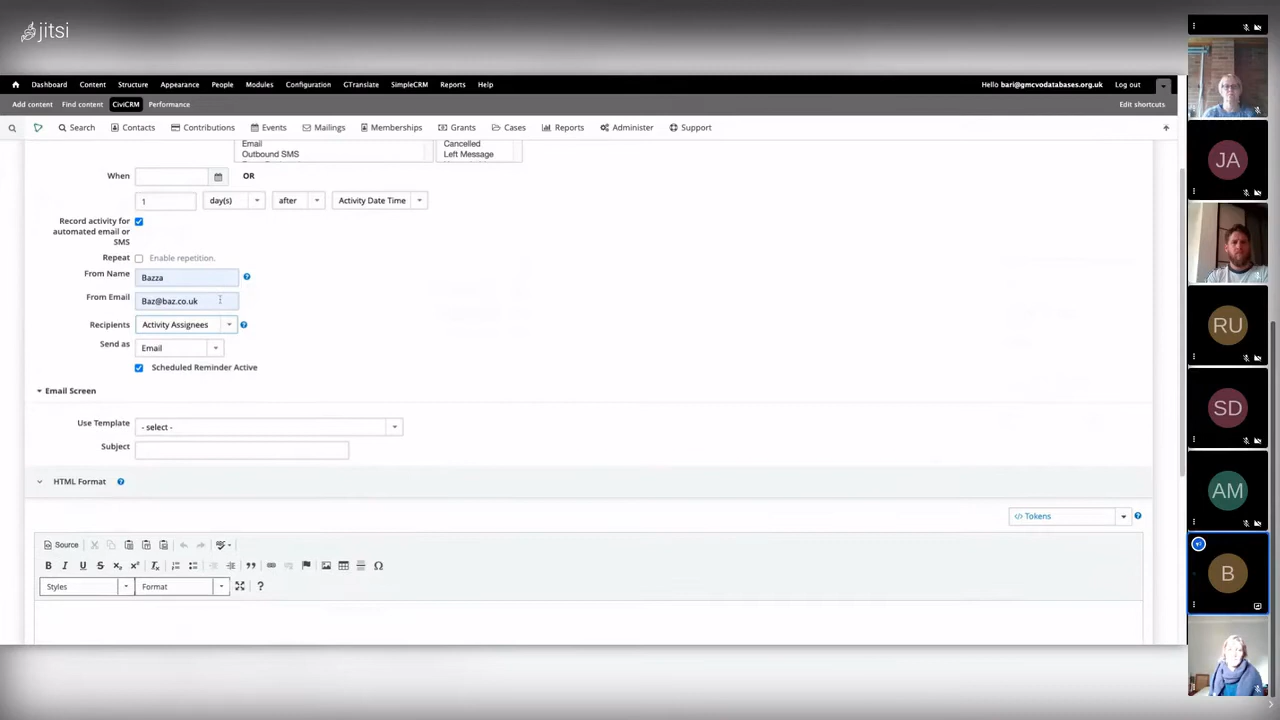 jitsi
Dashboard Content Structure Appearance People Modules Configuration GTranslate SimpleCRM Reports Help Hello bari@gmcvodatabases.org.uk Log out
Add content Find content CiviCRM Performance Edit shortcuts
Search Contacts Contributions Events Mailings Memberships Grants Cases Reports Administer Support
Email Cancelled
Outbound SMS Left Message
When OR
1 day(s) after Activity Date Time
Record activity for
automated email or
SMS
Repeat Enable repetition.
From Name Bazza
From Email Baz@baz.co.uk
Recipients Activity Assignees
Send as Email
Scheduled Reminder Active
Email Screen
Use Template - select -
Subject
HTML Format
Tokens
Source
B I U S x₂ x² Ix
Styles Format ?
JA
RU
SD
AM
B